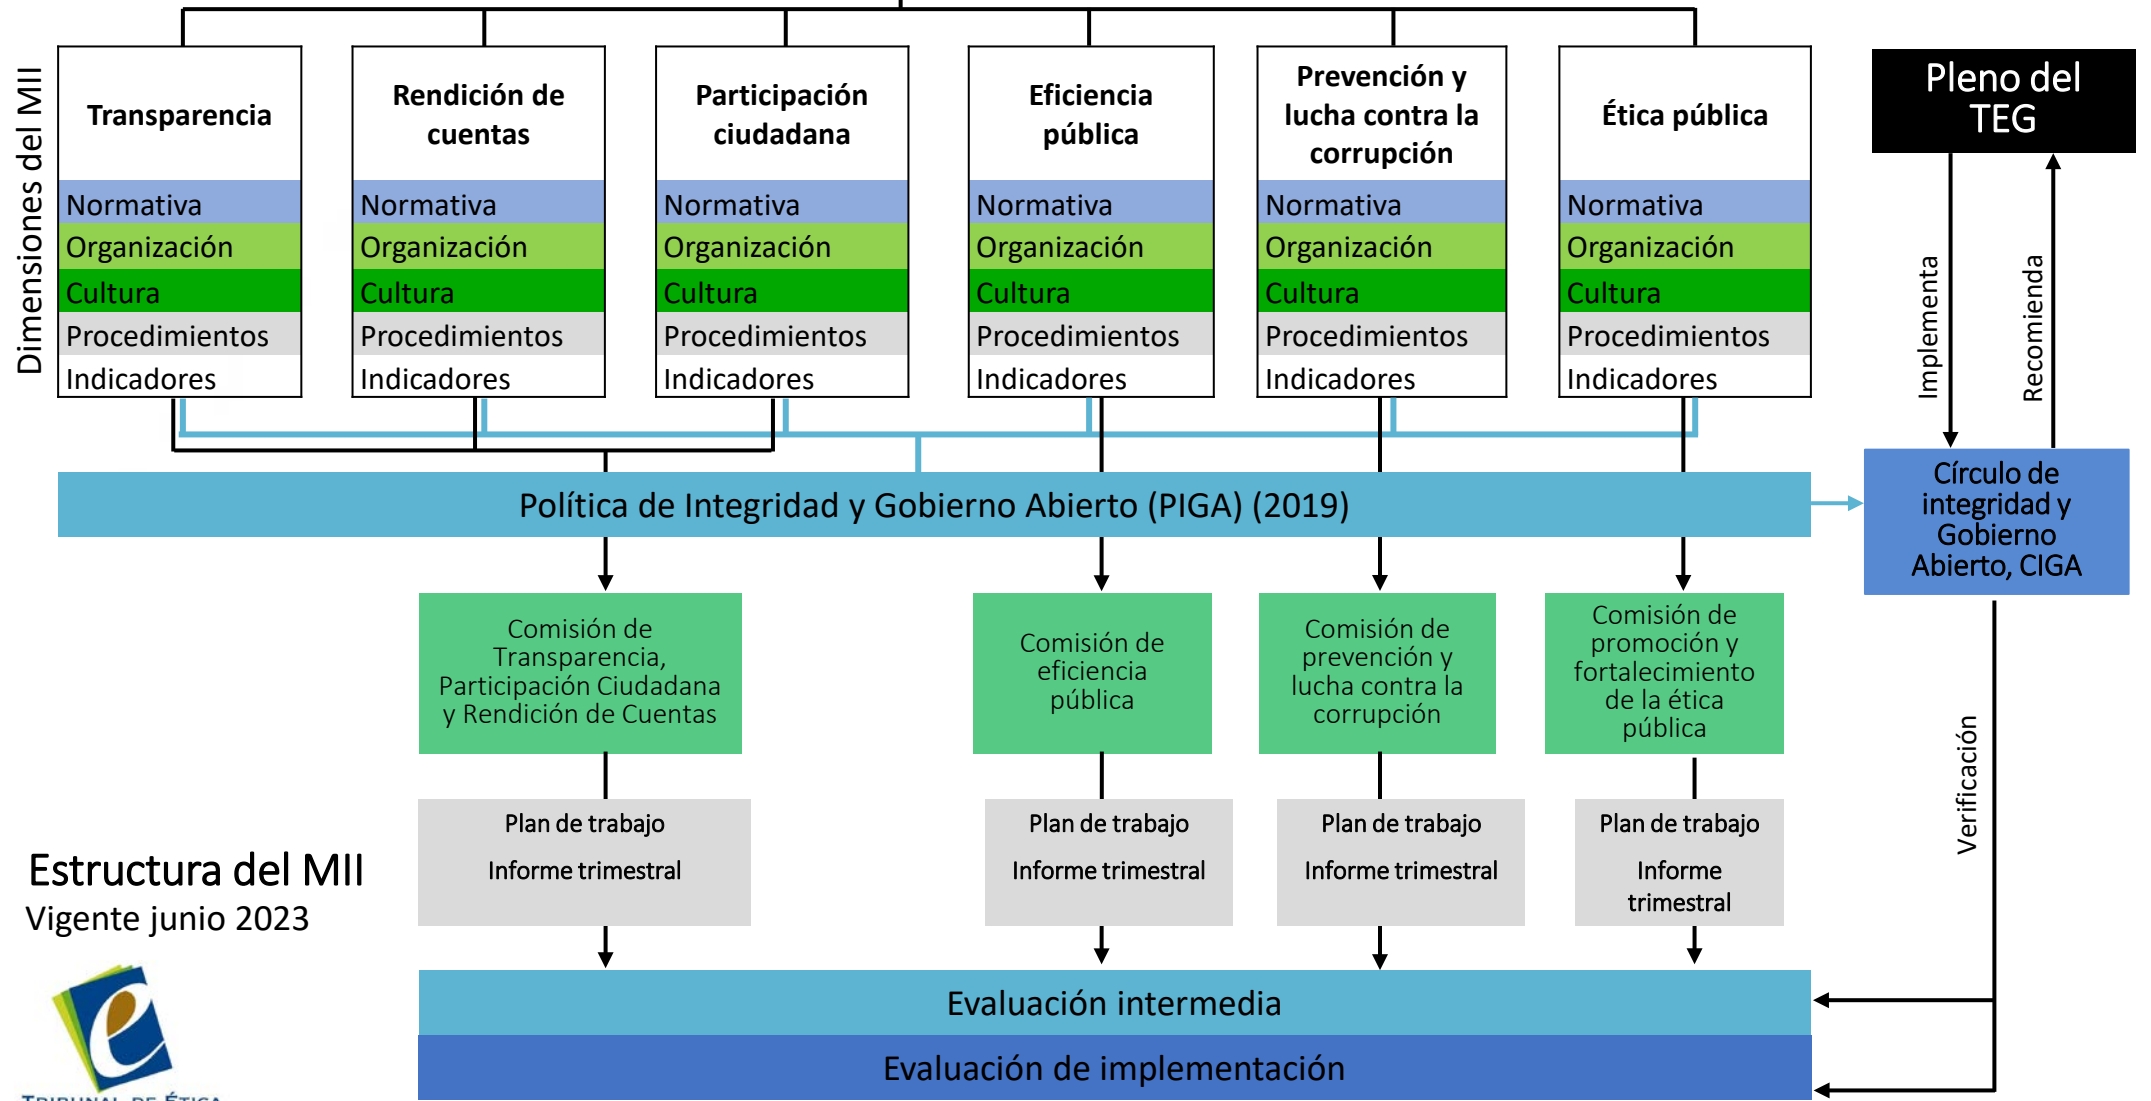 Dimensiones del MII
Transparencia
Normativa
Organización
Cultura
Procedimientos
Indicadores
Rendición de
cuentas
Normativa
Organización
Cultura
Procedimientos
Indicadores
Participación
ciudadana
Normativa
Organización
Cultura
Procedimientos
Indicadores
Eficiencia
pública
Normativa
Organización
Cultura
Procedimientos
Indicadores
Prevención y
lucha contra la
corrupción
Normativa
Organización
Cultura
Procedimientos
Indicadores
Ética pública
Normativa
Organización
Cultura
Procedimientos
Indicadores
Pleno del
TEG
Implementa
Recomienda
Política de Integridad y Gobierno Abierto (PIGA) (2019)
Círculo de
integridad y
Gobierno
Abierto, CIGA
Comisión de
Transparencia,
Participación Ciudadana
y Rendición de Cuentas
Comisión de
eficiencia
pública
Comisión de
prevención y
lucha contra la
corrupción
Comisión de
promoción y
fortalecimiento
de la ética
pública
Verificación
Plan de trabajo
Informe trimestral
Plan de trabajo
Informe trimestral
Plan de trabajo
Informe trimestral
Plan de trabajo
Informe
trimestral
Estructura del MII
Vigente junio 2023
Evaluación intermedia
Evaluación de implementación
TRIBUNAL DE ÉTICA